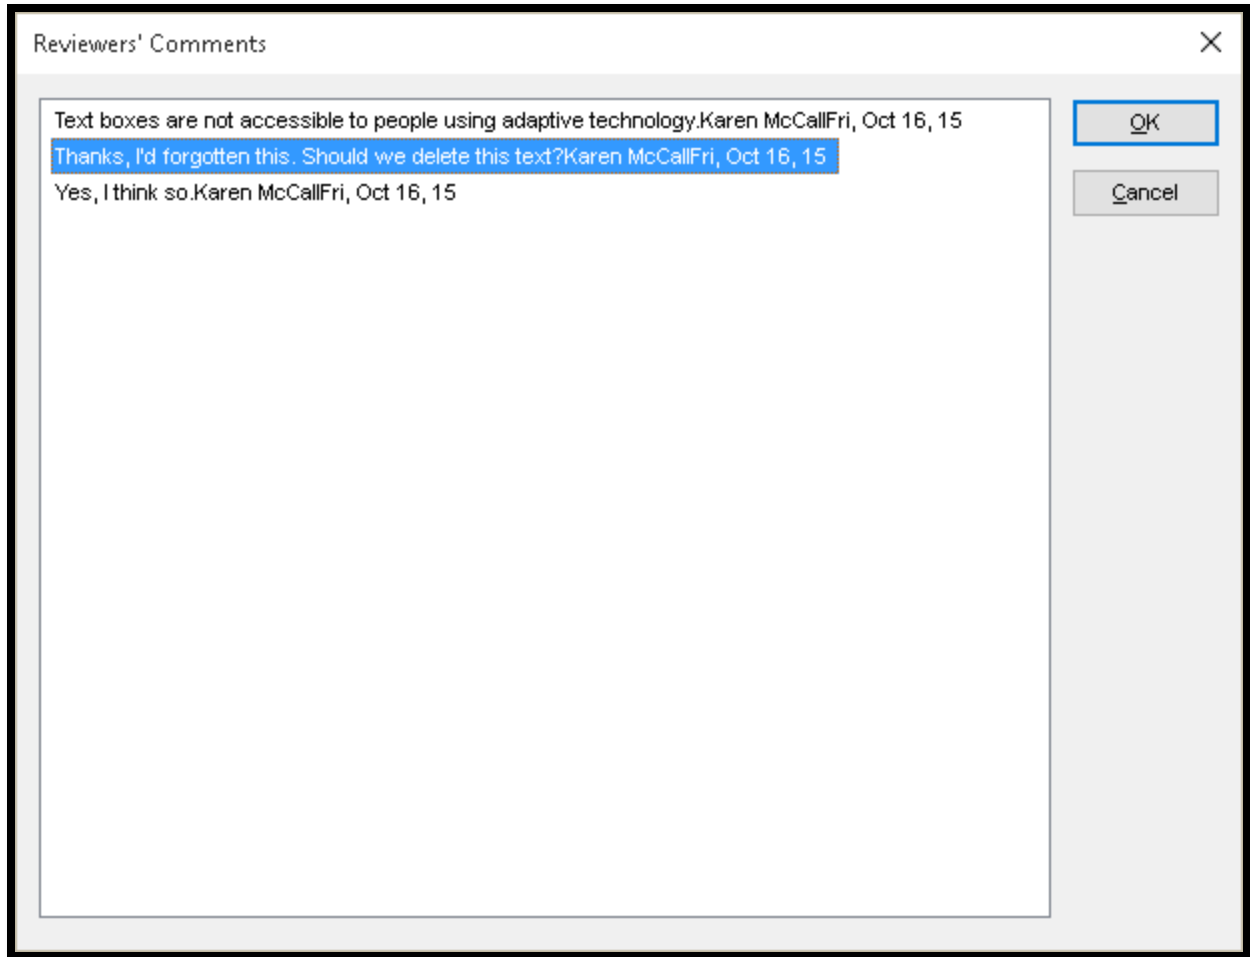 Reviewers' Comments
Text boxes are not accessible to people using adaptive technology.Karen McCallFri, Oct 16, 15
Thanks, I'd forgotten this. Should we delete this text?Karen McCallFri, Oct 16, 15
Yes, I think so.Karen McCallFri, Oct 16, 15
OK
Cancel